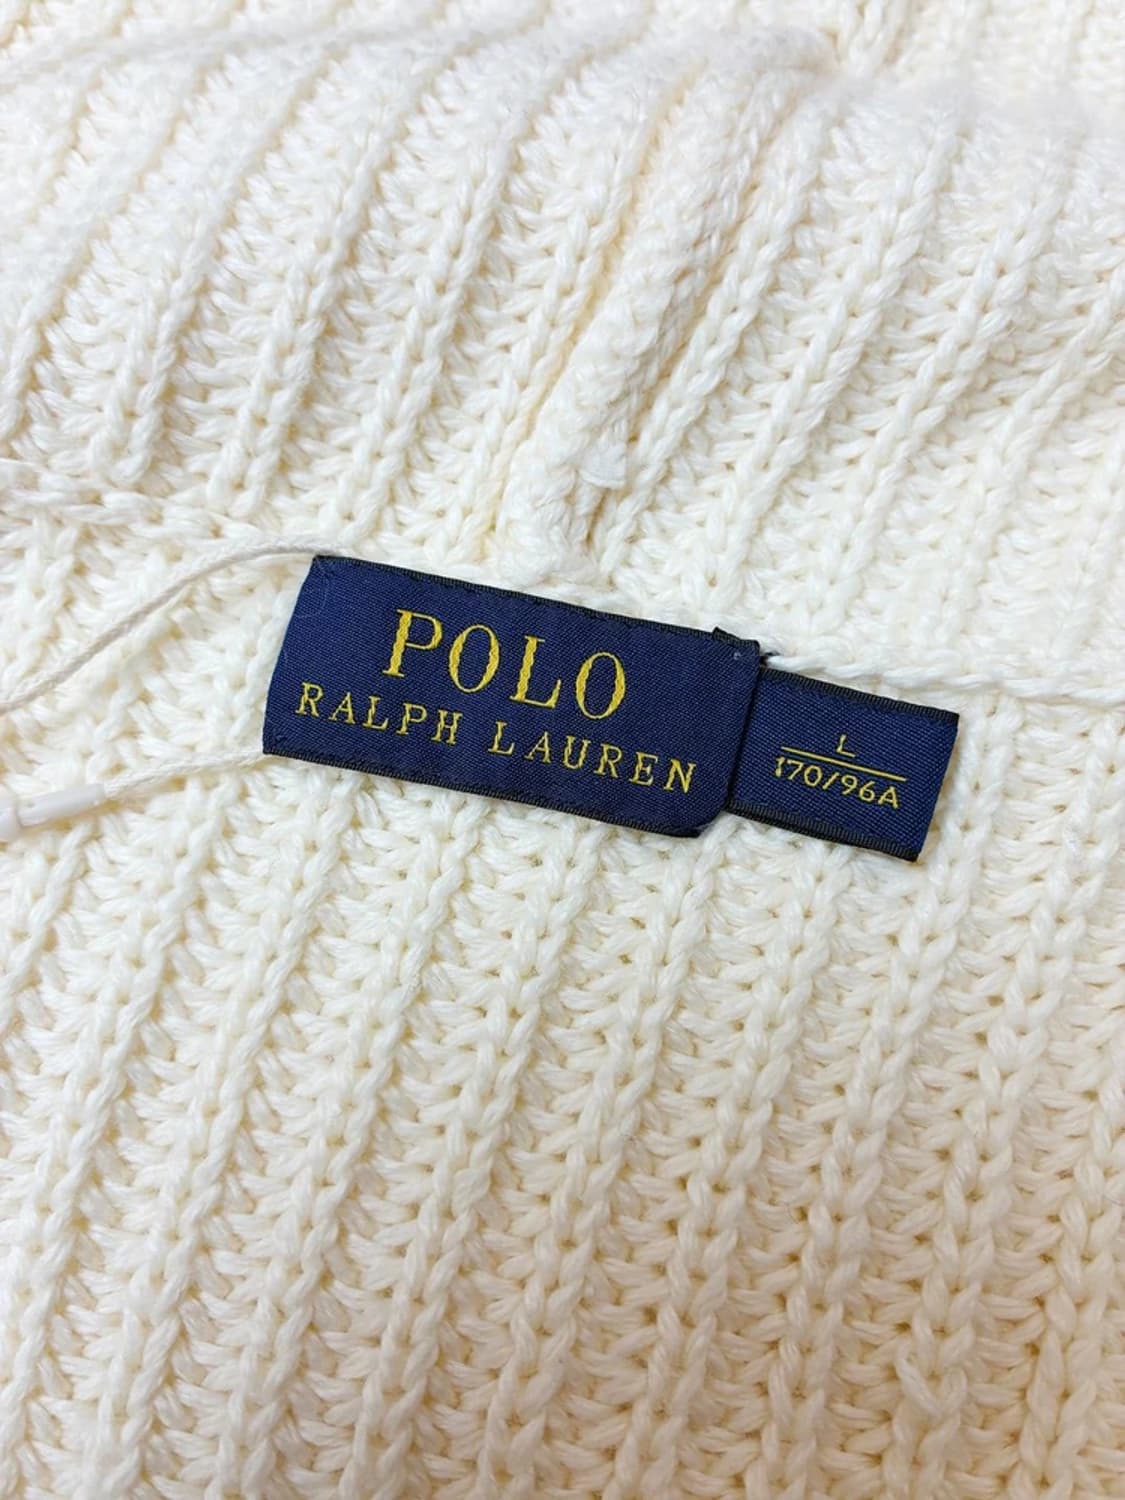 POLO
RALPH LAUREN
L
170/96A